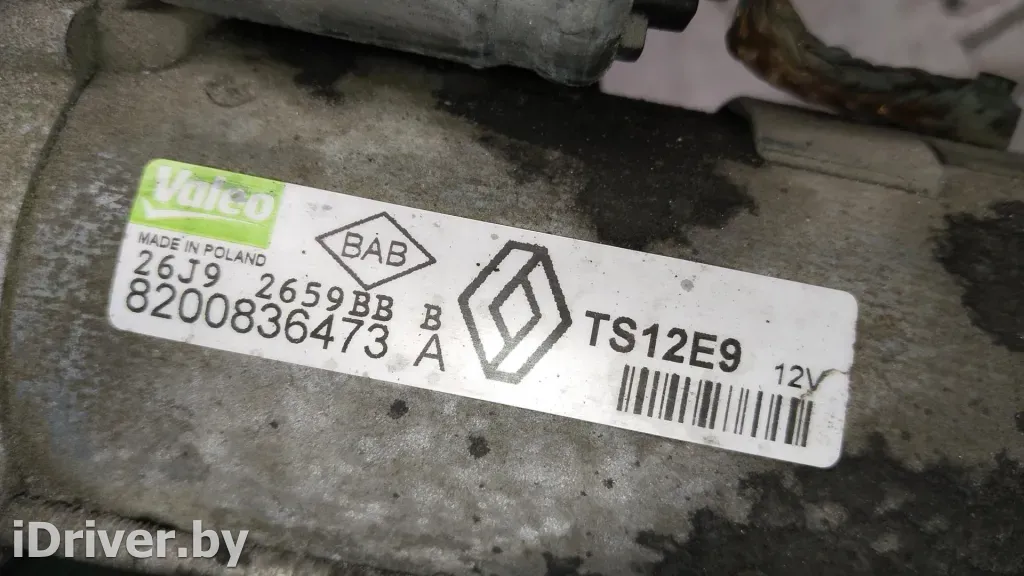 Valeo
MADE IN POLAND
BAB
26J9 2659BB B
8200836473 A
TS12E9
12V
iDriver.by